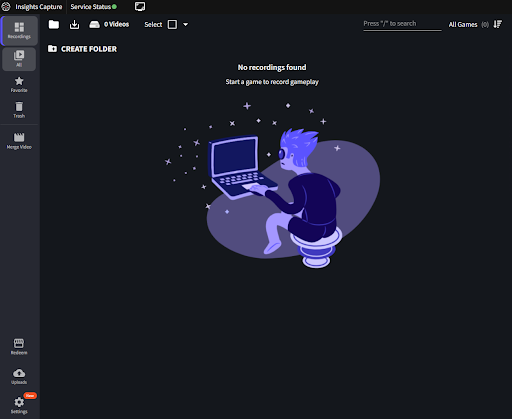 Insights Capture Service Status
0 Videos Select Press "/" to search All Games (0)
Recordings
CREATE FOLDER
All
No recordings found
Start a game to record gameplay
Favorite
Trash
Merge Video
Redeem
Uploads
New
Settings